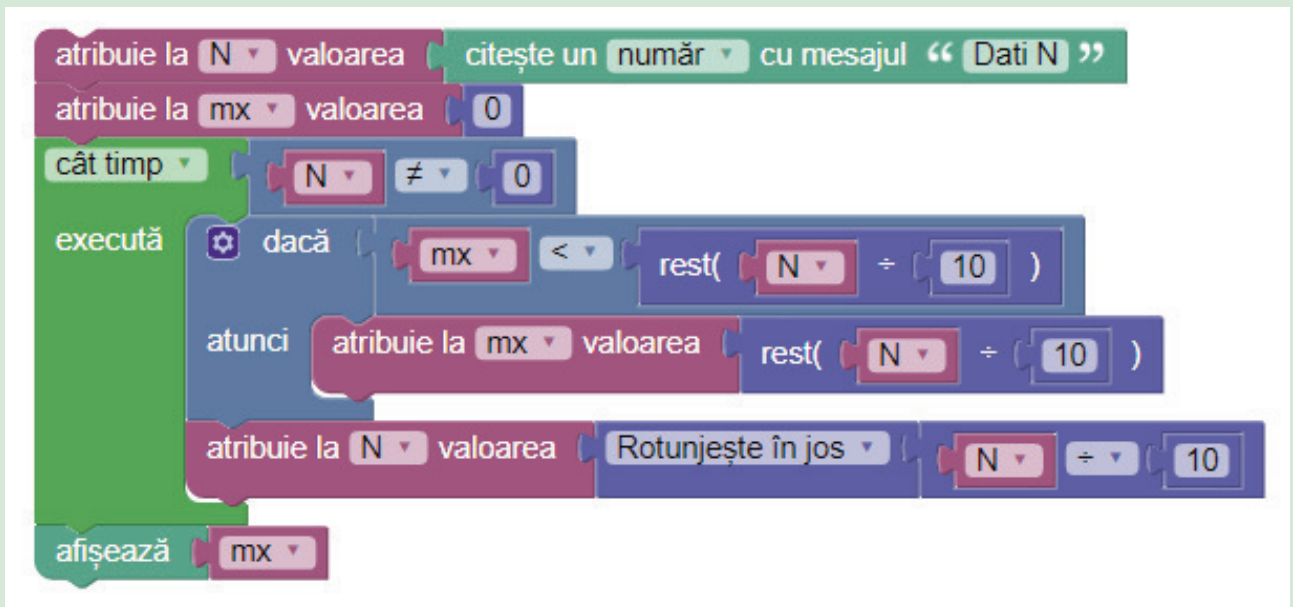 atribuie la N valoarea citește un număr cu mesajul “ Dati N ”
atribuie la mx valoarea 0
cât timp N ≠ 0
execută dacă mx < rest( N ÷ 10 )
atunci atribuie la mx valoarea rest( N ÷ 10 )
atribuie la N valoarea Rotunjește în jos N ÷ 10
afișează mx